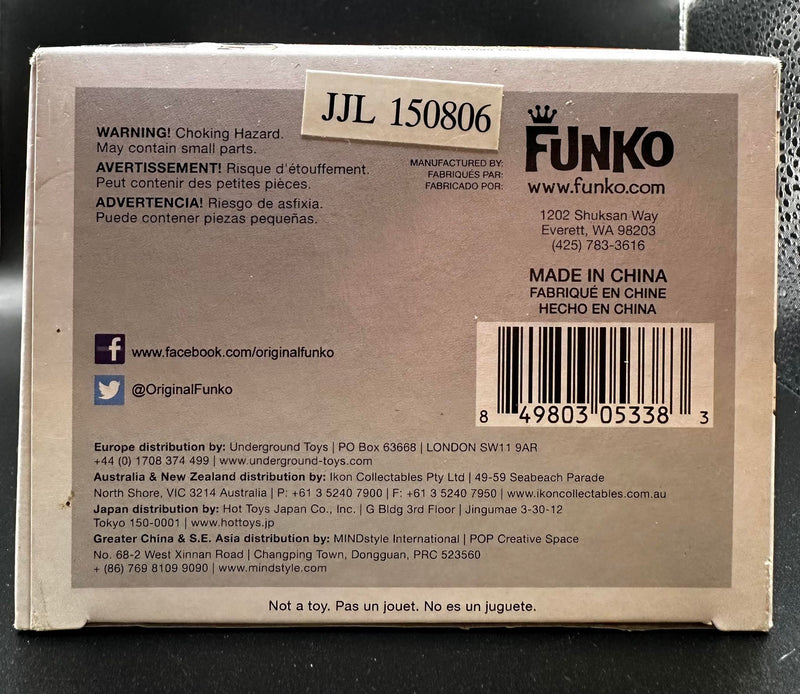 JJL 150806
WARNING! Choking Hazard.
May contain small parts.
AVERTISSEMENT! Risque d'étouffement.
Peut contenir des petites pièces.
ADVERTENCIA! Riesgo de asfixia.
Puede contener piezas pequeñas.
MANUFACTURED BY:
FABRIQUÉS PAR:
FABRICADO POR:
FUNKO
www.funko.com
1202 Shuksan Way
Everett, WA 98203
(425) 783-3616
MADE IN CHINA
FABRIQUÉ EN CHINE
HECHO EN CHINA
8 49803 05338 3
f www.facebook.com/originalfunko
@OriginalFunko
Europe distribution by: Underground Toys | PO Box 63668 | LONDON SW11 9AR
+44 (0) 1708 374 499 | www.underground-toys.com
Australia & New Zealand distribution by: Ikon Collectables Pty Ltd | 49-59 Seabeach Parade
North Shore, VIC 3214 Australia | P: +61 3 5240 7900 | F: +61 3 5240 7950 | www.ikoncollectables.com.au
Japan distribution by: Hot Toys Japan Co., Inc. | G Bldg 3rd Floor | Jingumae 3-30-12
Tokyo 150-0001 | www.hottoys.jp
Greater China & S.E. Asia distribution by: MINDstyle International | POP Creative Space
No. 68-2 West Xinnan Road | Changping Town, Dongguan, PRC 523560
+ (86) 769 8109 9090 | www.mindstyle.com
Not a toy. Pas un jouet. No es un juguete.